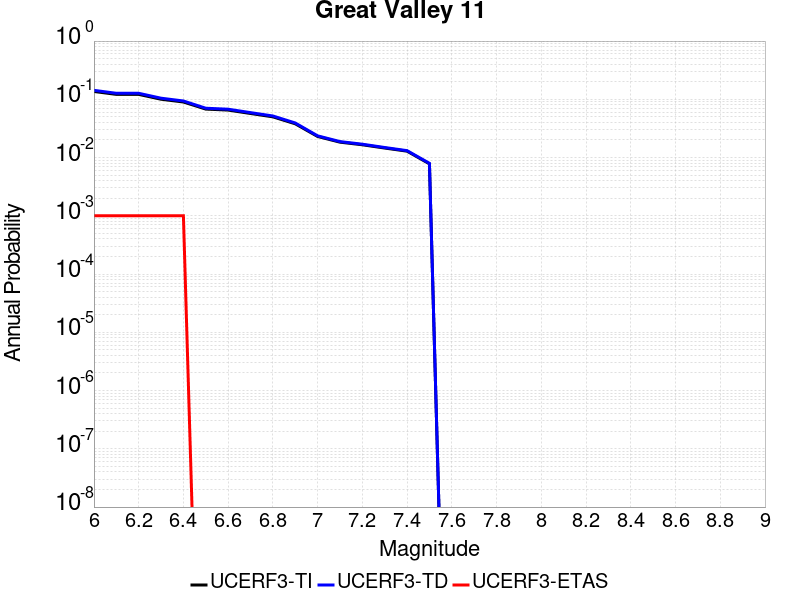 Great Valley 11
Annual Probability
10^0
10^-1
10^-2
10^-3
10^-4
10^-5
10^-6
10^-7
10^-8
6 6.2 6.4 6.6 6.8 7 7.2 7.4 7.6 7.8 8 8.2 8.4 8.6 8.8 9
Magnitude
UCERF3-TI UCERF3-TD UCERF3-ETAS